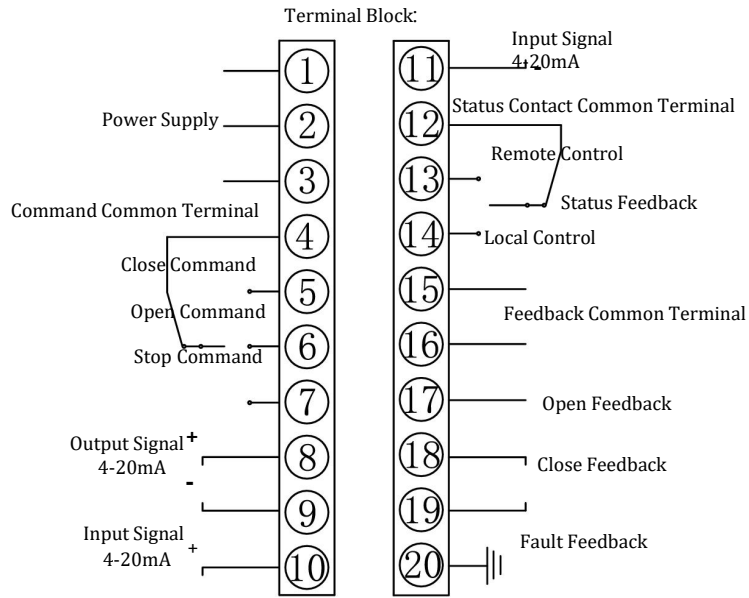 Terminal Block:
1
2
3
4
5
6
7
8
9
10
Power Supply
Command Common Terminal
Close Command
Open Command
Stop Command
Output Signal +
4-20mA
-
Input Signal +
4-20mA
11
12
13
14
15
16
17
18
19
20
Input Signal
4-20mA
-
Status Contact Common Terminal
Remote Control
Status Feedback
Local Control
Feedback Common Terminal
Open Feedback
Close Feedback
Fault Feedback